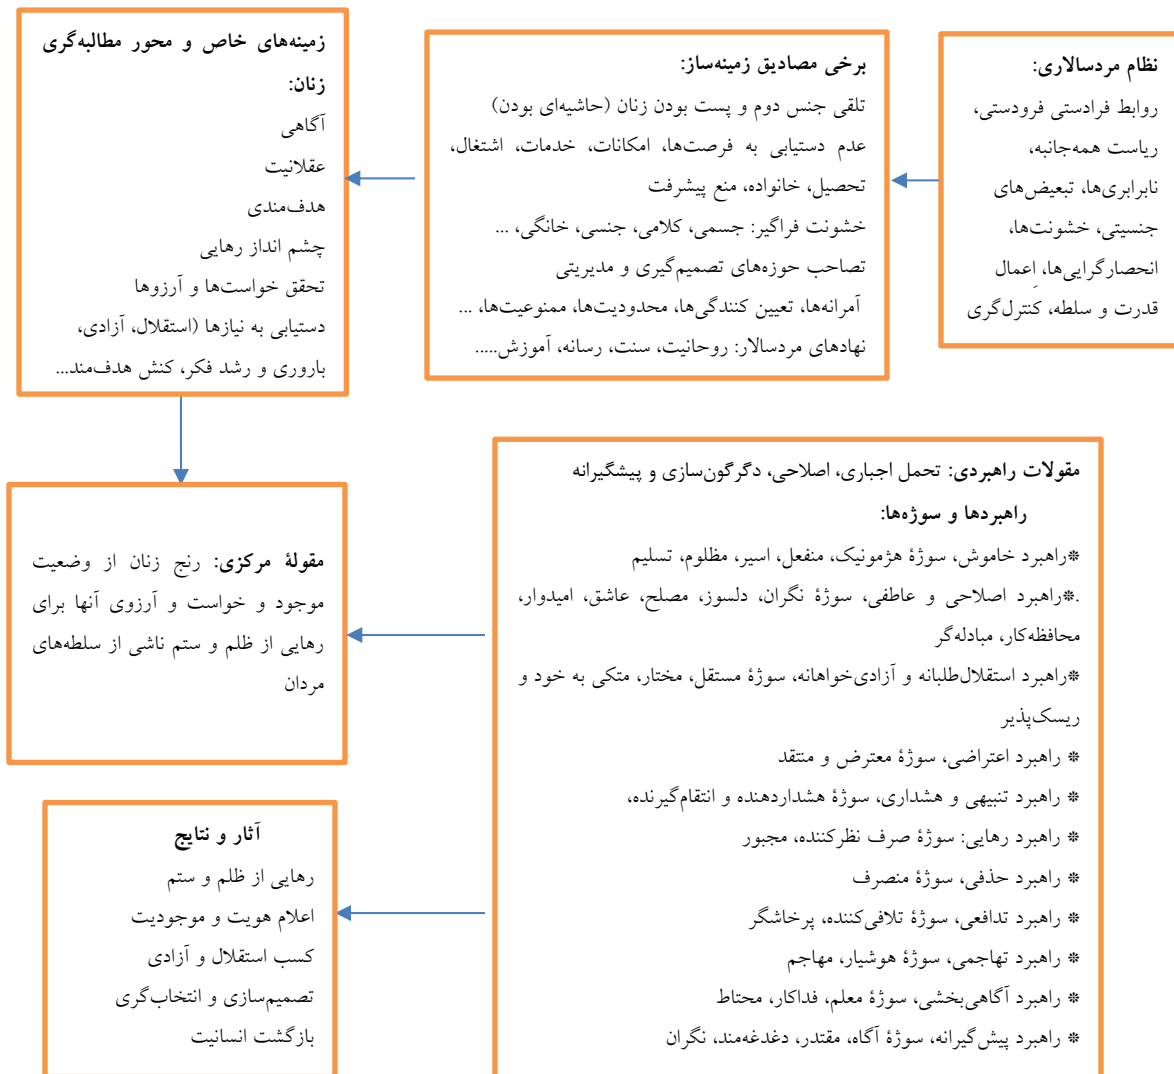 نظام مردسالاری:
روابط فرادستی فرودستی،
ریاست همه‌جانبه،
نابرابری‌ها، تبعیض‌های
جنسیتی، خشونت‌ها،
انحصارگرایی‌ها، اِعمال
قدرت و سلطه، کنترل‌گری
برخی مصادیق زمینه‌ساز:
تلقی جنس دوم و پست بودن زنان (حاشیه‌ای بودن)
عدم دستیابی به فرصت‌ها، امکانات، خدمات، اشتغال،
تحصیل، خانواده، منع پیشرفت
خشونت فراگیر: جسمی، کلامی، جنسی، خانگی، ...
تصاحب حوزه‌های تصمیم‌گیری و مدیریتی
آمرانه‌ها، تعیین کنندگی‌ها، محدودیت‌ها، ممنوعیت‌ها، ...
نهادهای مردسالار: روحانیت، سنت، رسانه، آموزش.....
زمینه‌های خاص و محور مطالبه‌گری
زنان:
آگاهی
عقلانیت
هدف‌مندی
چشم انداز رهایی
تحقق خواست‌ها و آرزوها
دستیابی به نیازها (استقلال، آزادی،
باروری و رشد فکر، کنش هدف‌مند...
مقولۀ مرکزی: رنج زنان از وضعیت
موجود و خواست و آرزوی آنها برای
رهایی از ظلم و ستم ناشی از سلطه‌های
مردان
مقولات راهبردی: تحمل اجباری، اصلاحی، دگرگون‌سازی و پیشگیرانه
راهبردها و سوژه‌ها:
*راهبرد خاموش، سوژۀ هژمونیک، منفعل، اسیر، مظلوم، تسلیم
.*راهبرد اصلاحی و عاطفی، سوژۀ نگران، دلسوز، مصلح، عاشق، امیدوار،
محافظه‌کار، مبادله‌گر
*راهبرد استقلال‌طلبانه و آزادی‌خواهانه، سوژۀ مستقل، مختار، متکی به خود و
ریسک‌پذیر
* راهبرد اعتراضی، سوژۀ معترض و منتقد
* راهبرد تنبیهی و هشداری، سوژۀ هشداردهنده و انتقام‌گیرنده،
* راهبرد رهایی: سوژۀ صرف نظرکننده، مجبور
* راهبرد حذفی، سوژۀ منصرف
* راهبرد تدافعی، سوژۀ تلافی‌کننده، پرخاشگر
* راهبرد تهاجمی، سوژۀ هوشیار، مهاجم
* راهبرد آگاهی‌بخشی، سوژۀ معلم، فداکار، محتاط
* راهبرد پیش‌گیرانه، سوژۀ آگاه، مقتدر، دغدغه‌مند، نگران
آثار و نتایج
رهایی از ظلم و ستم
اعلام هویت و موجودیت
کسب استقلال و آزادی
تصمیم‌سازی و انتخاب‌گری
بازگشت انسانیت